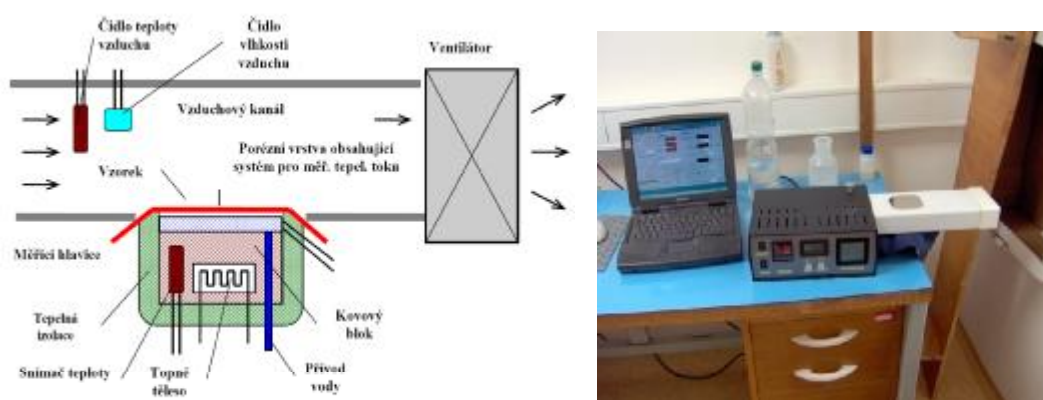 Čidlo teploty
vzduchu
Čidlo
vlhkosti
vzduchu
Ventilátor
Vzduchový kanál
Porézní vrstva obsahující
systém pro měř. tepel. toku
Vzorek
Měřicí hlavice
Tepelná
izolace
Kovový
blok
Snímač teploty
Topné
těleso
Přívod
vody